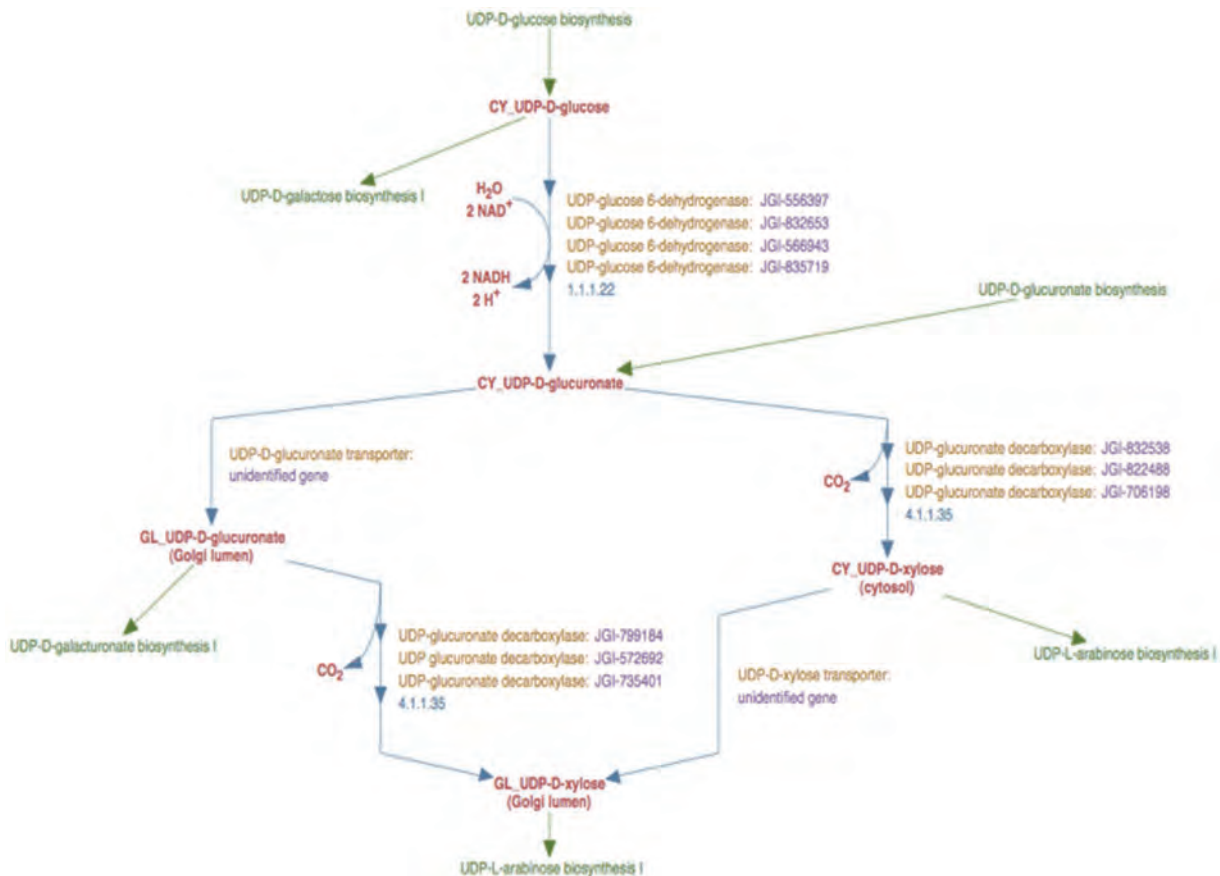 UDP-D-glucose biosynthesis
CY_UDP-D-glucose
UDP-D-galactose biosynthesis I
H2O
2 NAD+
UDP-glucose 6-dehydrogenase: JGI-556397
UDP-glucose 6-dehydrogenase: JGI-832653
UDP-glucose 6-dehydrogenase: JGI-566943
UDP-glucose 6-dehydrogenase: JGI-835719
1.1.1.22
2 NADH
2 H+
UDP-D-glucuronate biosynthesis
CY_UDP-D-glucuronate
UDP-D-glucuronate transporter:
unidentified gene
CO2
UDP-glucuronate decarboxylase: JGI-832538
UDP-glucuronate decarboxylase: JGI-822488
UDP-glucuronate decarboxylase: JGI-706198
4.1.1.35
GL_UDP-D-glucuronate
(Golgi lumen)
CY_UDP-D-xylose
(cytosol)
UDP-D-galacturonate biosynthesis I
CO2
UDP-glucuronate decarboxylase: JGI-799184
UDP glucuronate decarboxylase: JGI-572692
UDP-glucuronate decarboxylase: JGI-735401
4.1.1.35
UDP-L-arabinose biosynthesis I
UDP-D-xylose transporter:
unidentified gene
GL_UDP-D-xylose
(Golgi lumen)
UDP-L-arabinose biosynthesis I